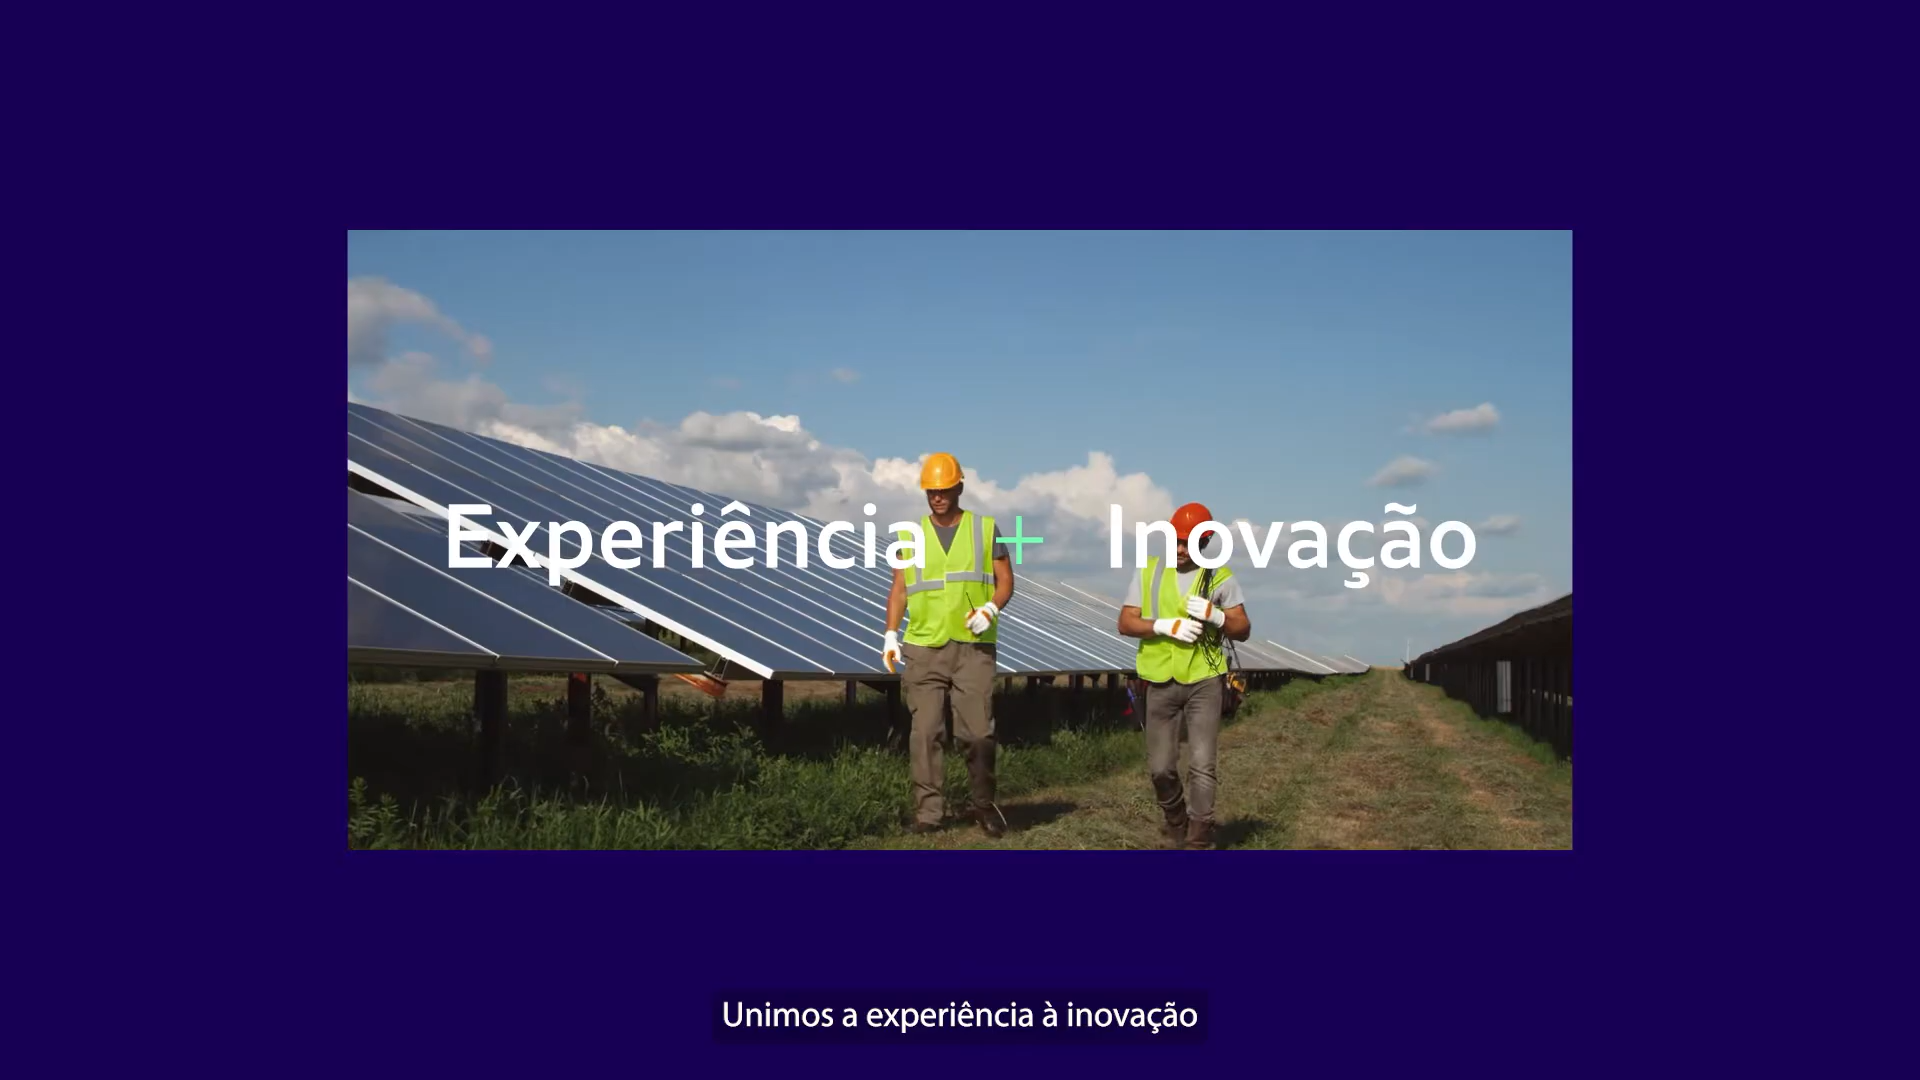 Experiência + Inovação
Unimos a experiência à inovação